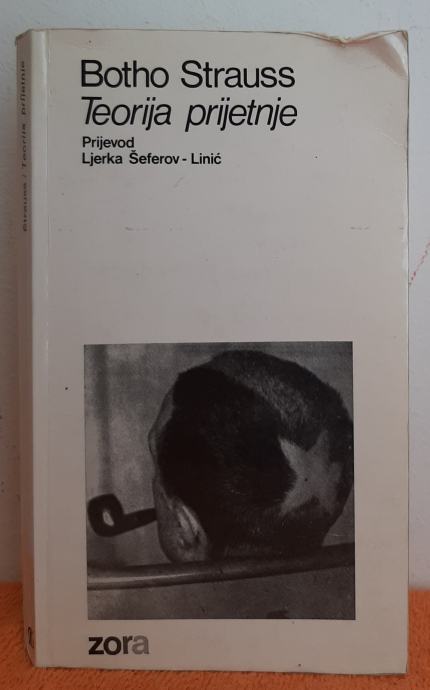 Botho Strauss
Teorija prijetnje
Prijevod
Ljerka Šeferov - Linić
Strauss / Teorija prijetnje
zora